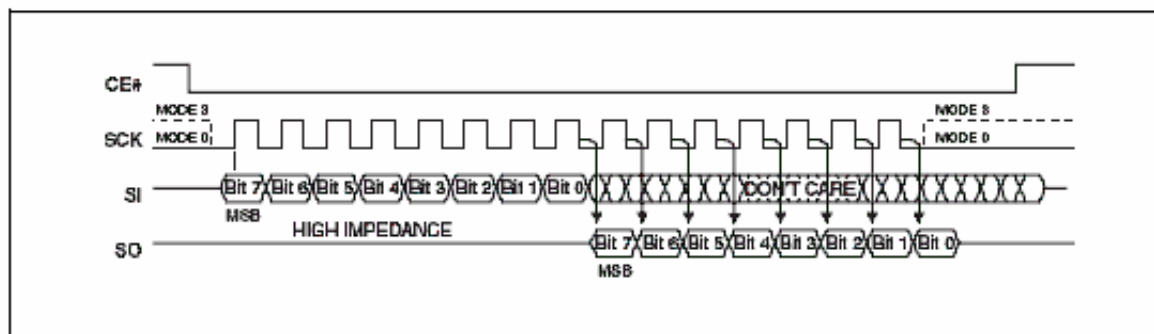 CE#
MODE 3 MODE 3
SCK MODE 0 MODE 0
SI Bit 7 Bit 6 Bit 5 Bit 4 Bit 3 Bit 2 Bit 1 Bit 0 DON'T CARE
MSB
HIGH IMPEDANCE
SO Bit 7 Bit 6 Bit 5 Bit 4 Bit 3 Bit 2 Bit 1 Bit 0
MSB